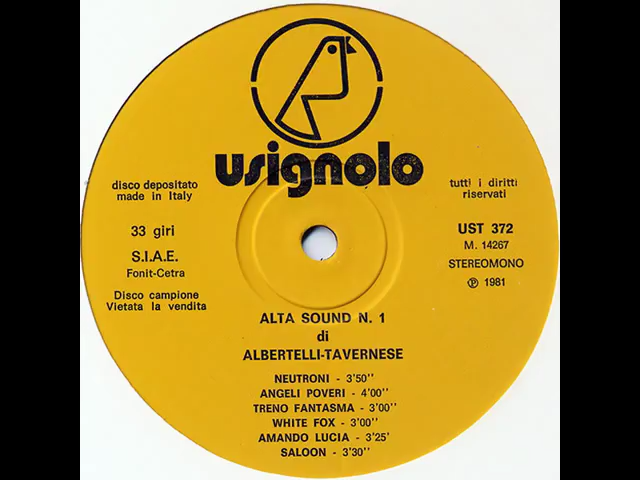 usignolo
disco depositato
made in Italy
33 giri
S.I.A.E.
Fonit-Cetra
Disco campione
Vietata la vendita
tutti i diritti
riservati
UST 372
M. 14267
STEREOMONO
℗ 1981
ALTA SOUND N. 1
di
ALBERTELLI-TAVERNESE
NEUTRONI - 3'50''
ANGELI POVERI - 4'00''
TRENO FANTASMA - 3'00''
WHITE FOX - 3'00''
AMANDO LUCIA - 3'25'
SALOON - 3'30''